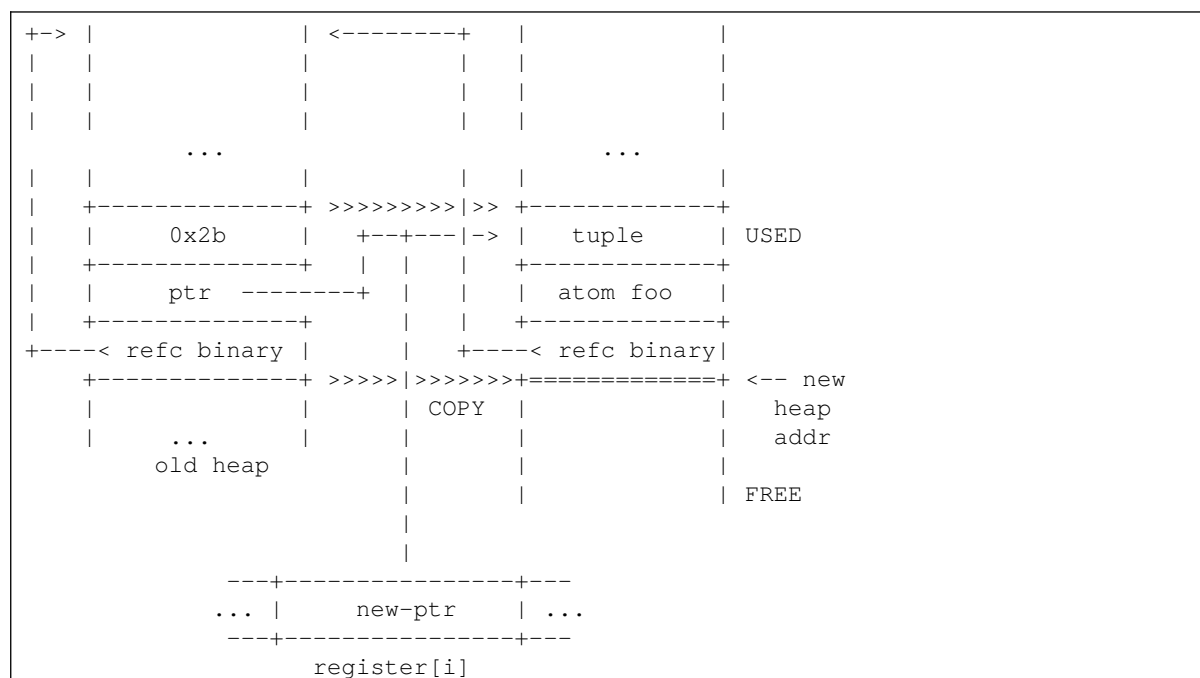 +-> |              | <--------+   |             |
|   |              |          |   |             |
|   |              |          |   |             |
|   |              |          |   |             |
          ...                          ...
|   |              |          |   |             |
|   +--------------+ >>>>>>>>>|>> +-------------+
|   |     0x2b     |   +--+---|-> |   tuple     | USED
|   +--------------+   |  |   |   +-------------+
|   |     ptr  --------+  |   |   |  atom foo   |
|   +--------------+      |   |   +-------------+
+----< refc binary |      |   +----< refc binary|
    +--------------+ >>>>>|>>>>>>>+=============+ <-- new
    |              |      | COPY  |             |   heap
    |     ...      |      |       |             |   addr
        old heap          |       |             |
                          |       |             | FREE
                          |
                          |
              ---+----------------+---
             ... |    new-ptr     | ...
              ---+----------------+---
                   register[i]